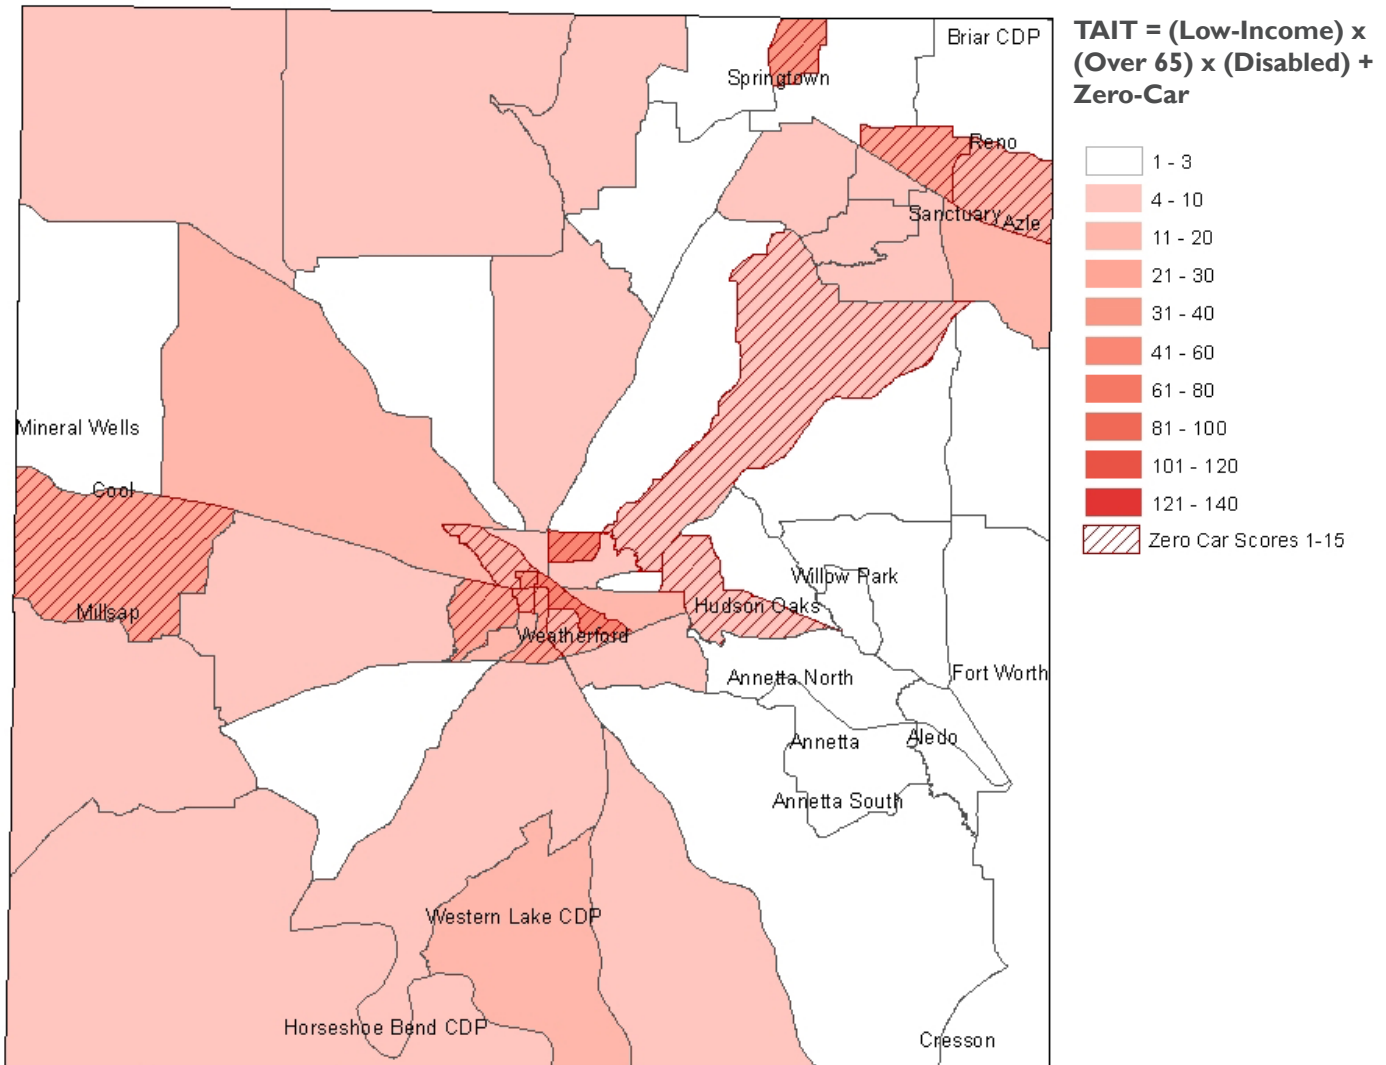 TAIT = (Low-Income) x
(Over 65) x (Disabled) +
Zero-Car
1 - 3
4 - 10
11 - 20
21 - 30
31 - 40
41 - 60
61 - 80
81 - 100
101 - 120
121 - 140
Zero Car Scores 1-15
Briar CDP
Springtown
Reno
Sanctuary
Azle
Mineral Wells
Cool
Millsap
Willow Park
Hudson Oaks
Weatherford
Annetta North
Fort Worth
Annetta
Aledo
Annetta South
Western Lake CDP
Horseshoe Bend CDP
Cresson